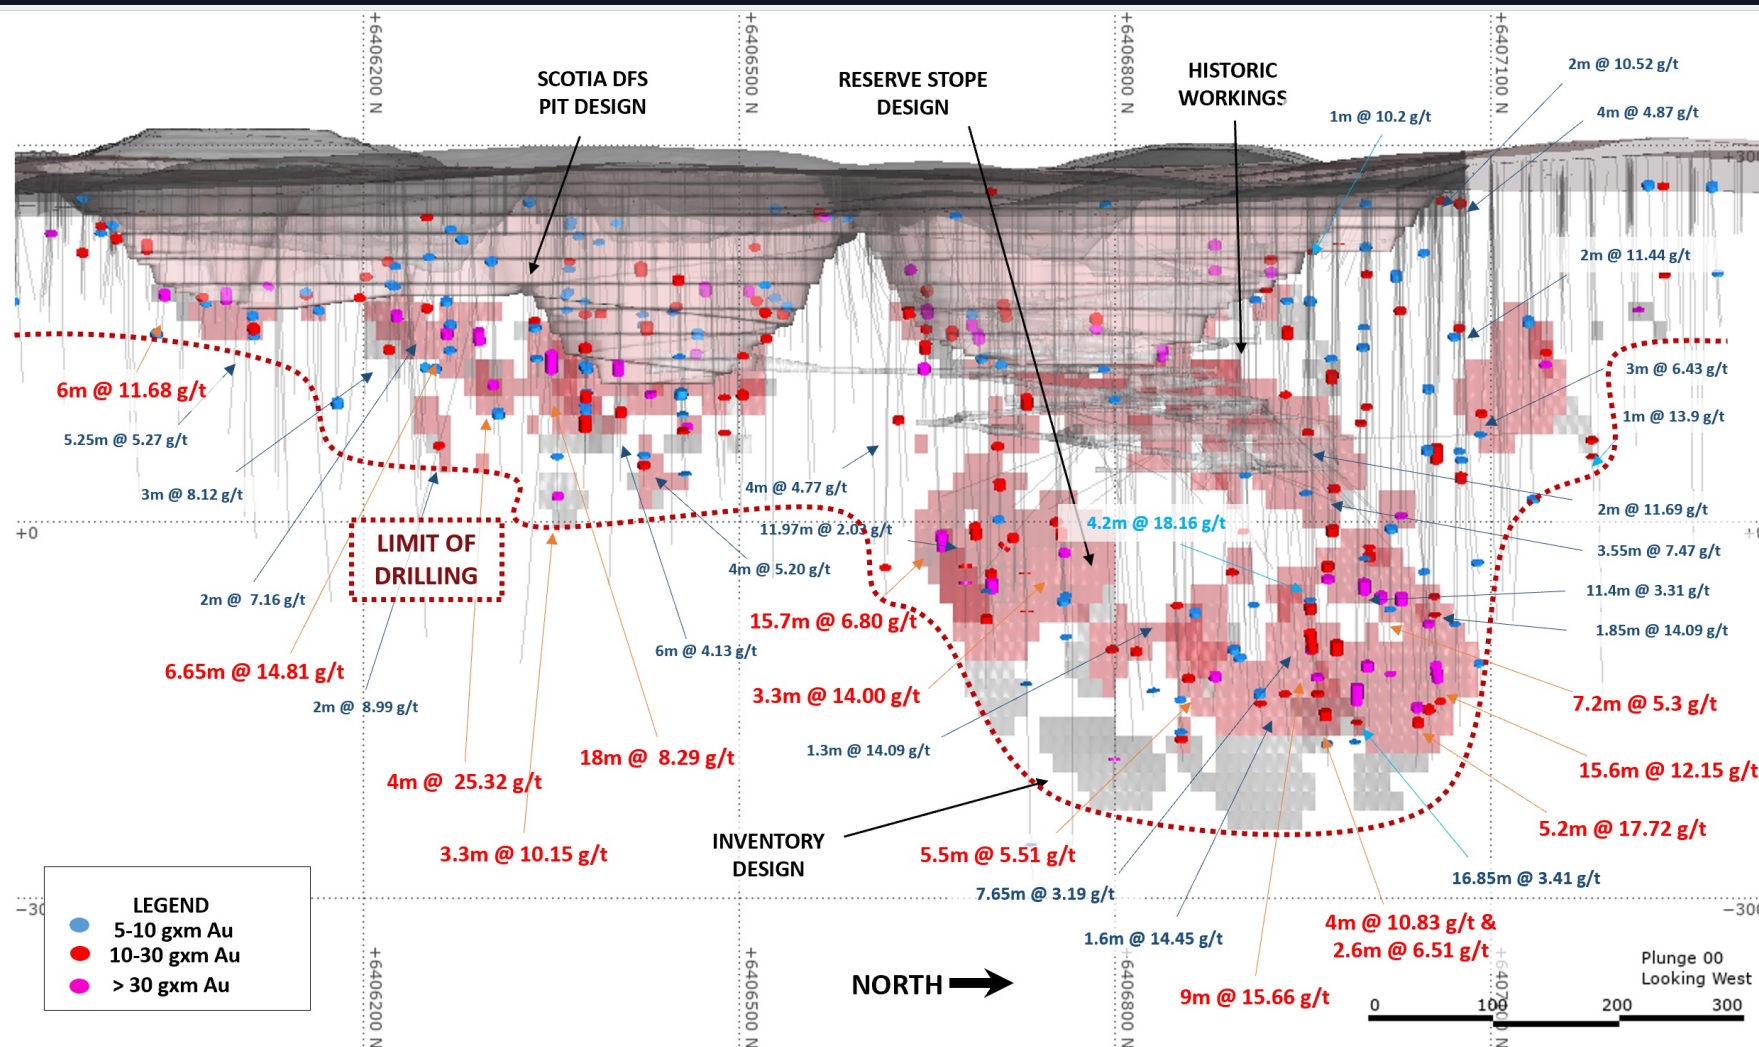 +6406200 N
+6406500 N
+6406800 N
+6407100 N
SCOTIA DFS
PIT DESIGN
RESERVE STOPE
DESIGN
HISTORIC
WORKINGS
2m @ 10.52 g/t
4m @ 4.87 g/t
1m @ 10.2 g/t
2m @ 11.44 g/t
3m @ 6.43 g/t
1m @ 13.9 g/t
6m @ 11.68 g/t
5.25m @ 5.27 g/t
3m @ 8.12 g/t
4m @ 4.77 g/t
11.97m @ 2.03 g/t
4.2m @ 18.16 g/t
2m @ 11.69 g/t
3.55m @ 7.47 g/t
+0
LIMIT OF
DRILLING
4m @ 5.20 g/t
11.4m @ 3.31 g/t
2m @ 7.16 g/t
15.7m @ 6.80 g/t
1.85m @ 14.09 g/t
6m @ 4.13 g/t
6.65m @ 14.81 g/t
3.3m @ 14.00 g/t
7.2m @ 5.3 g/t
2m @ 8.99 g/t
1.3m @ 14.09 g/t
18m @ 8.29 g/t
15.6m @ 12.15 g/t
4m @ 25.32 g/t
5.2m @ 17.72 g/t
INVENTORY
DESIGN
3.3m @ 10.15 g/t
5.5m @ 5.51 g/t
7.65m @ 3.19 g/t
16.85m @ 3.41 g/t
LEGEND
5-10 gxm Au
10-30 gxm Au
> 30 gxm Au
1.6m @ 14.45 g/t
4m @ 10.83 g/t &
2.6m @ 6.51 g/t
NORTH
9m @ 15.66 g/t
Plunge 00
Looking West
0 100 200 300
+6406200 N
+6406500 N
+6406800 N